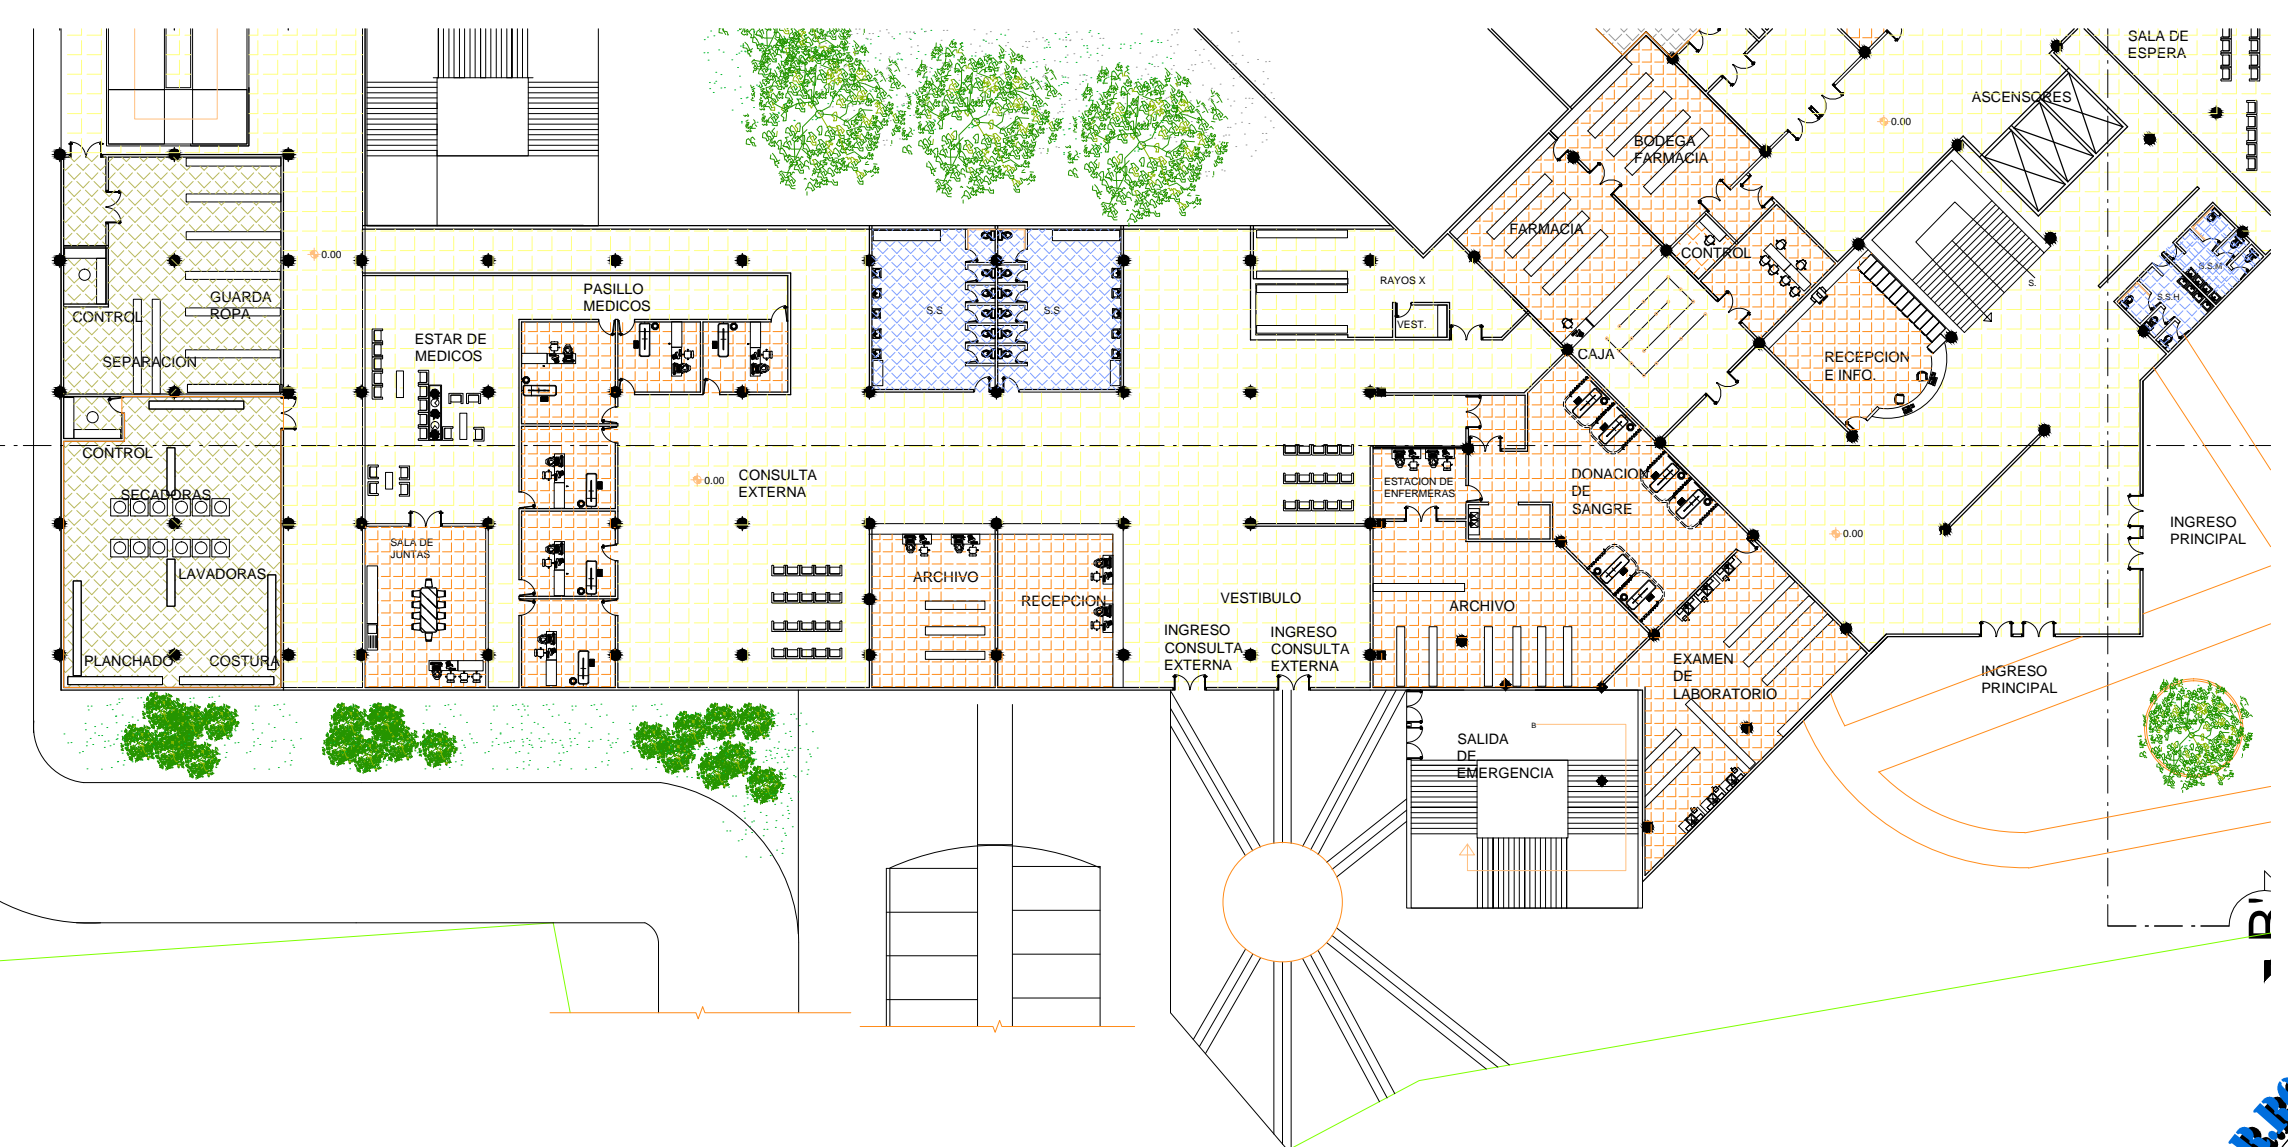 SALA DE
ESPERA
ASCENSORES
0.00
BODEGA
FARMACIA
FARMACIA
CONTROL
S.
S.S.M.
S.S.H.
0.00
PASILLO
MEDICOS
S.S
S.S
RAYOS X
VEST.
GUARDA
ROPA
CONTROL
SEPARACION
ESTAR DE
MEDICOS
CAJA
RECEPCION
E INFO.
CONTROL
SECADORAS
0.00
CONSULTA
EXTERNA
ESTACION DE
ENFERMERAS
DONACION
DE
SANGRE
0.00
INGRESO
PRINCIPAL
SALA DE
JUNTAS
LAVADORAS
ARCHIVO
RECEPCION
VESTIBULO
ARCHIVO
PLANCHADO
COSTURA
INGRESO
CONSULTA
EXTERNA
INGRESO
CONSULTA
EXTERNA
EXAMEN
DE
LABORATORIO
INGRESO
PRINCIPAL
B
SALIDA
DE
EMERGENCIA
B'